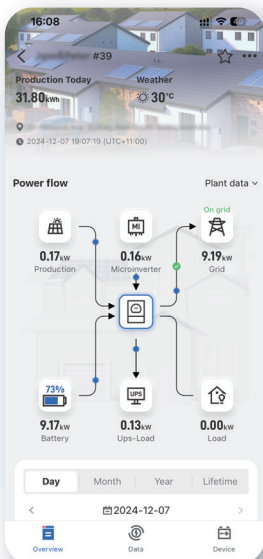 16:08
#39
Production Today
Weather
31.80kWh
30°C
2024-12-07 19:07:19 (UTC+11:00)
Power flow
Plant data
On grid
MI
0.17kW
0.16kW
9.19kW
Production
Microinverter
Grid
73%
UPS
9.17kW
0.13kW
0.00kW
Battery
Ups-Load
Load
Day
Month
Year
Lifetime
2024-12-07
Overview
Data
Device